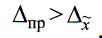 Δпр > Δx̃ .